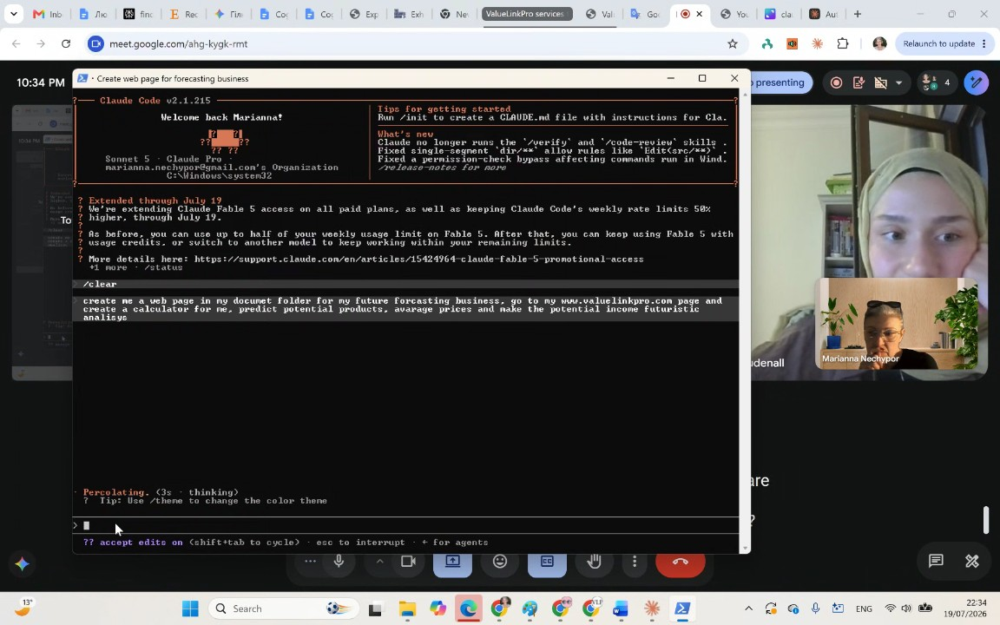 Inb
Лю
find
Rec
Гіл
Coc
Coc
Exp
Exh
Nev
ValueLinkPro services
Val
Go
You
clai
Aut
meet.google.com/ahg-kygk-rmt
Relaunch to update
10:34 PM
Create web page for forecasting business
presenting
4
Claude Code v2.1.215
Welcome back Marianna!
Sonnet 5 · Claude Pro ·
marianna.nechypor@gmail.com's Organization
C:\Windows\system32
Tips for getting started
Run /init to create a CLAUDE.md file with instructions for Cla.
What's new
Claude no longer runs the `/verify` and `/code-review` skills .
Fixed single-segment `dir/**` allow rules like `Edit(src/**)` .
Fixed a permission-check bypass affecting commands run in Wind.
/release-notes for more
? Extended through July 19
? We're extending Claude Fable 5 access on all paid plans, as well as keeping Claude Code's weekly rate limits 50%
? higher, through July 19.
?
? As before, you can use up to half of your weekly usage limit on Fable 5. After that, you can keep using Fable 5 with
? usage credits, or switch to another model to keep working within your remaining limits.
?
? More details here: https://support.claude.com/en/articles/15424964-claude-fable-5-promotional-access
+1 more · /status
/clear
create me a web page in my documet folder for my future forcasting business, go to my www.valuelinkpro.com page and
create a calculator for me, predict potential products, avarage prices and make the potential income futuristic
analisys
To
udenall
Marianna Nechypor
are
?
· Percolating. (3s · thinking)
? Tip: Use /theme to change the color theme
>
?? accept edits on (shift+tab to cycle) · esc to interrupt · ← for agents
13°
Search
ENG
22:34
19/07/2026